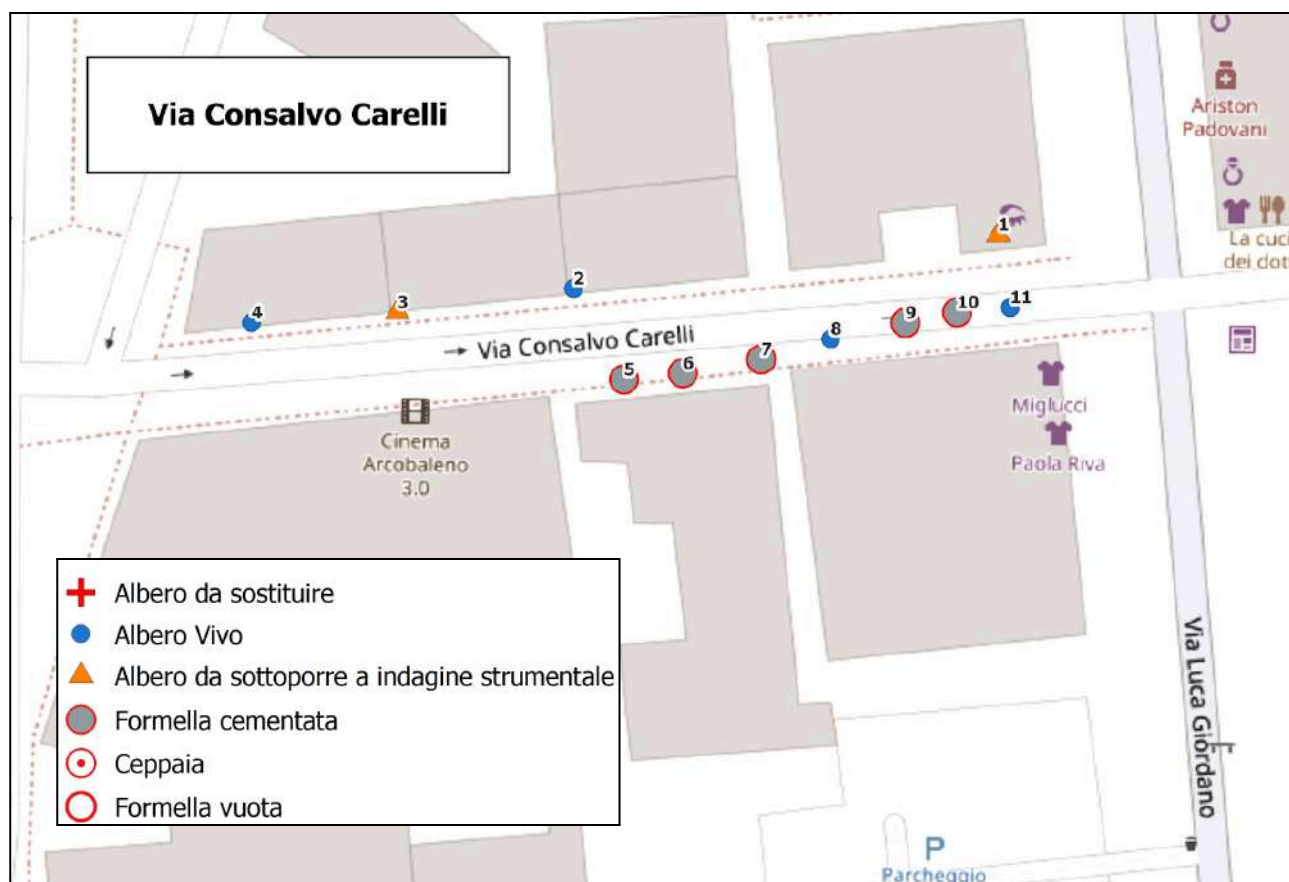 Via Consalvo Carelli
Ariston
Padovani
1
La cuci
dei dott
2
3
4
11
10
9
8
Via Consalvo Carelli
7
6
5
Miglucci
Paola Riva
Cinema
Arcobaleno
3.0
Albero da sostituire
Albero Vivo
Albero da sottoporre a indagine strumentale
Formella cementata
Ceppaia
Formella vuota
Via Luca Giordano
P
Parcheggio